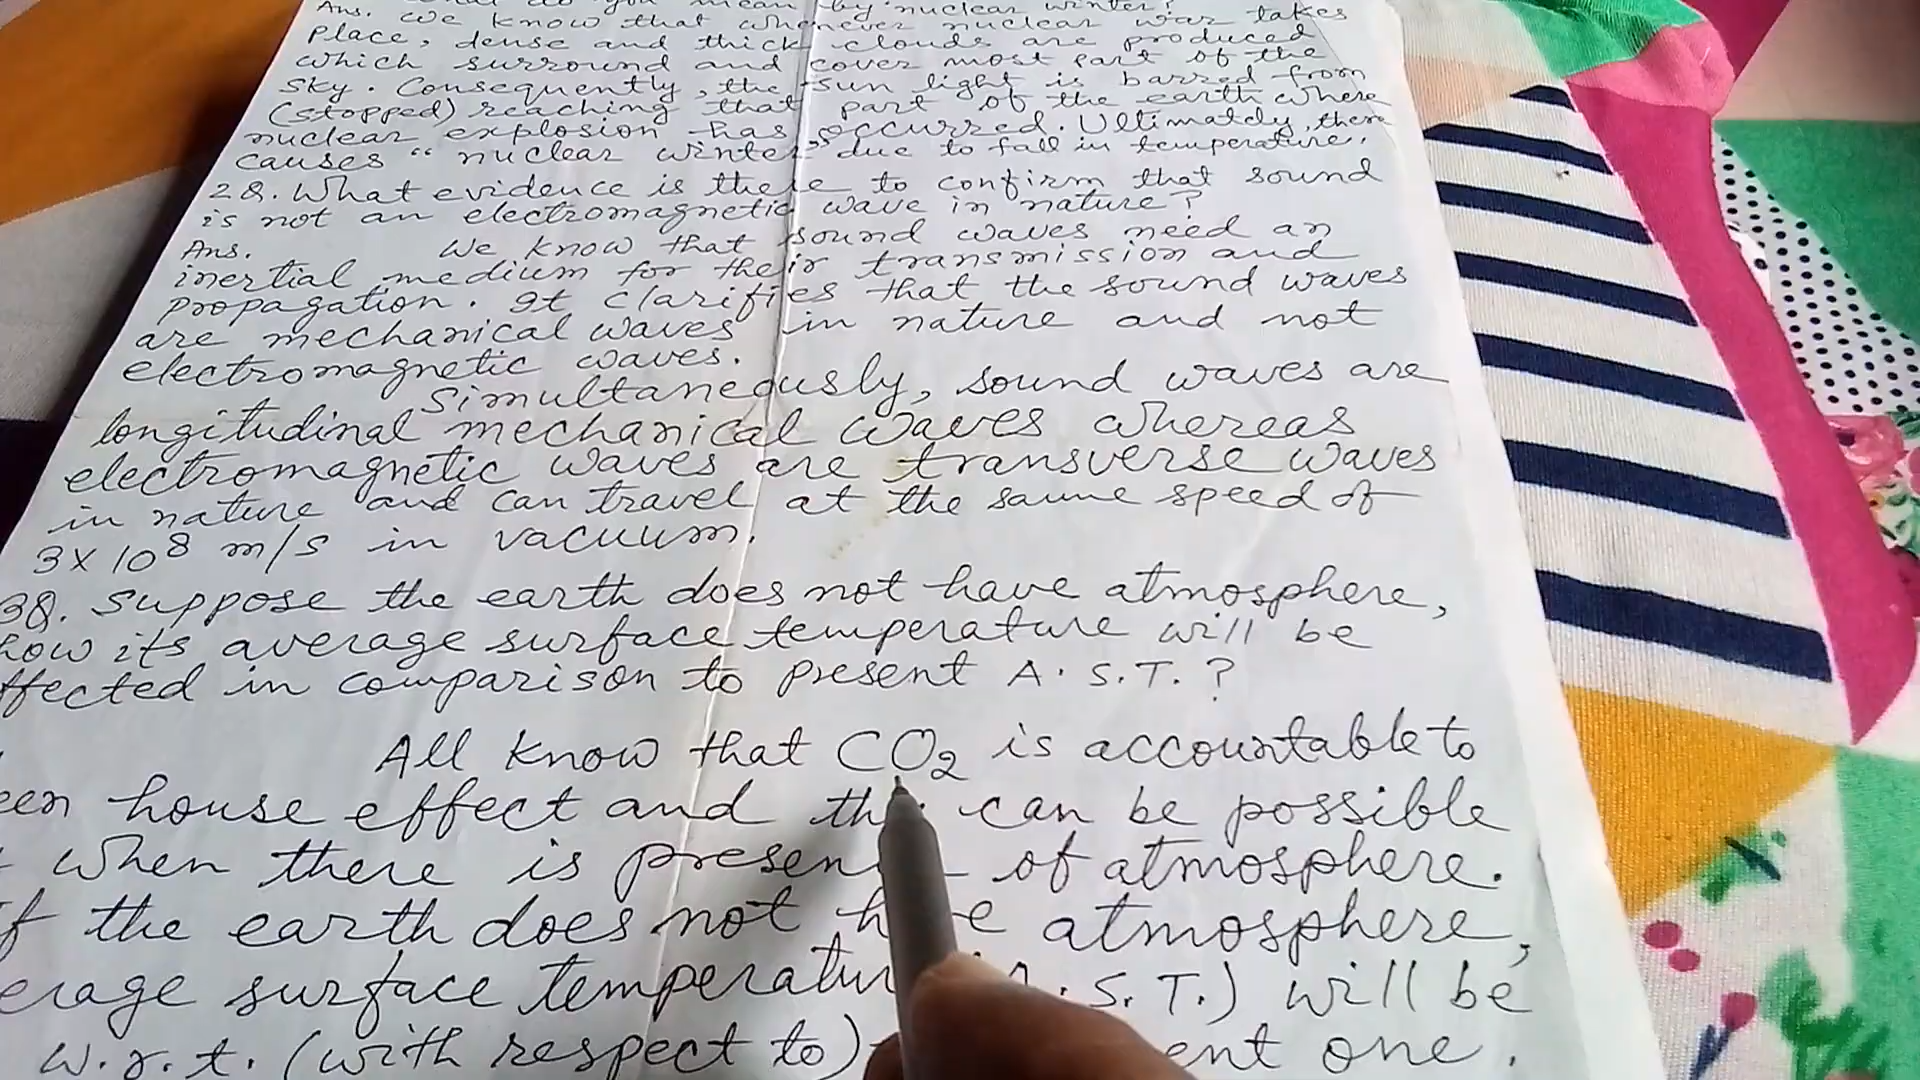 do you mean by nuclear winter?
Ans. We know that whenever nuclear war takes
place, dense and thick clouds are produced
which surround and cover most part of the
sky. Consequently, the sun light is barred from
(stopped) reaching that part of the earth where
nuclear explosion has occurred. Ultimately, there
causes "nuclear winter" due to fall in temperature.
28. What evidence is there to confirm that sound
is not an electromagnetic wave in nature?
Ans. We know that sound waves need an
inertial medium for their transmission and
propagation. It clarifies that the sound waves
are mechanical waves in nature and not
electromagnetic waves.
Simultaneously, sound waves are
longitudinal mechanical waves whereas
electromagnetic waves are transverse waves
in nature and can travel at the same speed of
3 x 10⁸ m/s in vacuum.
38. Suppose the earth does not have atmosphere,
how its average surface temperature will be
ffected in comparison to present A.S.T.?
All know that CO₂ is accountable to
een house effect and can be possible
when there is of atmosphere.
f the earth does not atmosphere,
erage surface S.T.) will be
w.r.t. (with respect to) ent one.